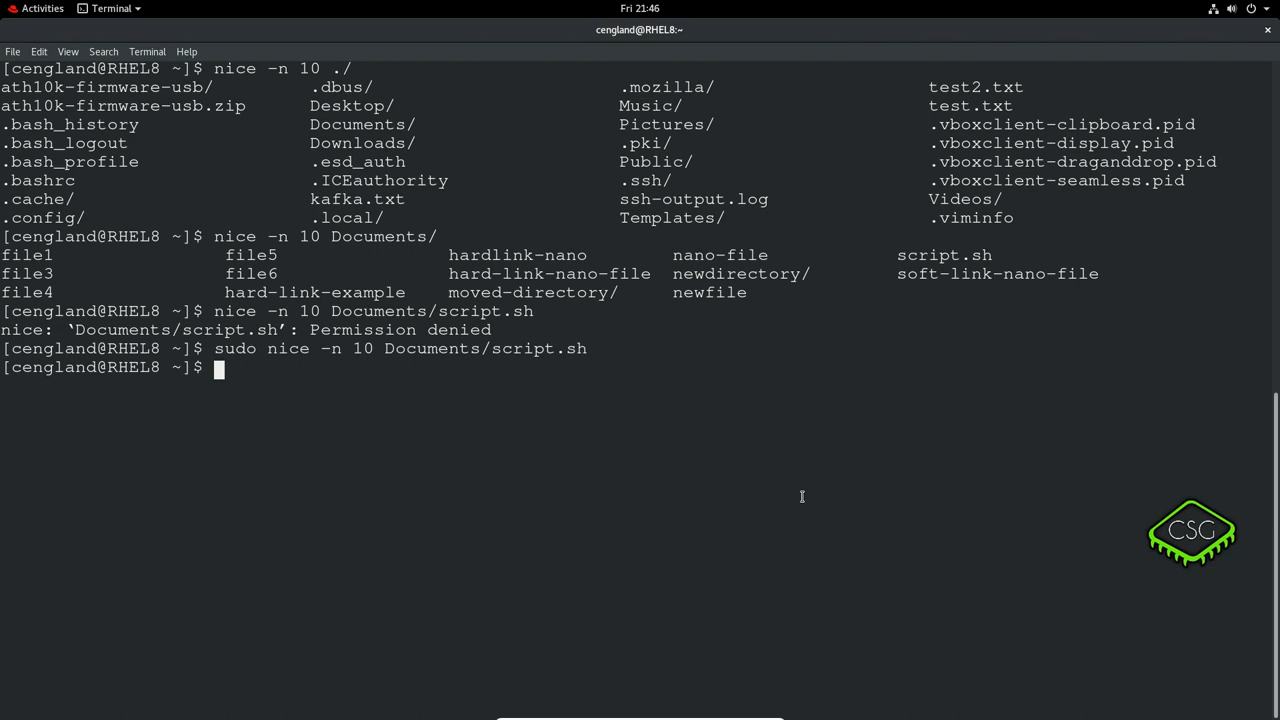 Activities Terminal Fri 21:46
cengland@RHEL8:~
File Edit View Search Terminal Help
[cengland@RHEL8 ~]$ nice -n 10 ./
ath10k-firmware-usb/ .dbus/ .mozilla/ test2.txt
ath10k-firmware-usb.zip Desktop/ Music/ test.txt
.bash_history Documents/ Pictures/ .vboxclient-clipboard.pid
.bash_logout Downloads/ .pki/ .vboxclient-display.pid
.bash_profile .esd_auth Public/ .vboxclient-draganddrop.pid
.bashrc .ICEauthority .ssh/ .vboxclient-seamless.pid
.cache/ kafka.txt ssh-output.log Videos/
.config/ .local/ Templates/ .viminfo
[cengland@RHEL8 ~]$ nice -n 10 Documents/
file1 file5 hardlink-nano nano-file script.sh
file3 file6 hard-link-nano-file newdirectory/ soft-link-nano-file
file4 hard-link-example moved-directory/ newfile
[cengland@RHEL8 ~]$ nice -n 10 Documents/script.sh
nice: ‘Documents/script.sh’: Permission denied
[cengland@RHEL8 ~]$ sudo nice -n 10 Documents/script.sh
[cengland@RHEL8 ~]$
CSG